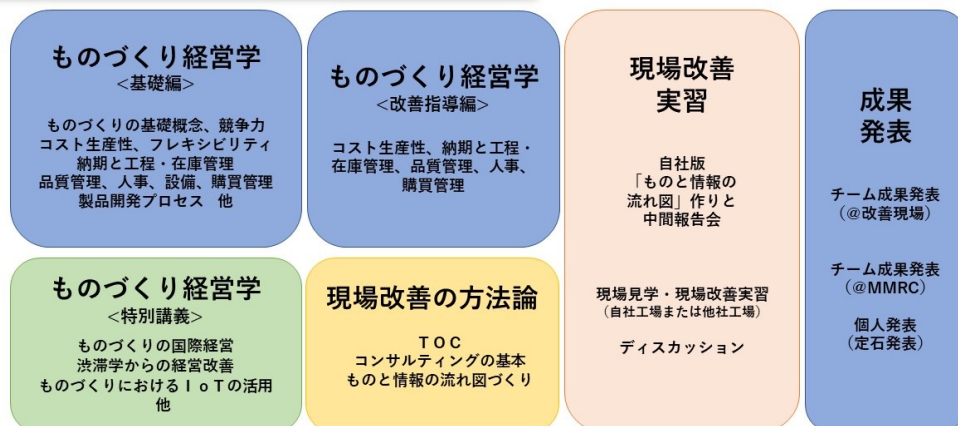 ものづくり経営学
<基礎編>
ものづくりの基礎概念、競争力
コスト生産性、フレキシビリティ
納期と工程・在庫管理
品質管理、人事、設備、購買管理
製品開発プロセス　他
ものづくり経営学
<改善指導編>
コスト生産性、納期と工程・
在庫管理、品質管理、人事、
購買管理
ものづくり経営学
<特別講義>
ものづくりの国際経営
渋滞学からの経営改善
ものづくりにおけるＩｏＴの活用
他
現場改善の方法論
ＴＯＣ
コンサルティングの基本
ものと情報の流れ図づくり
現場改善
実習
自社版
「ものと情報の
流れ図」作りと
中間報告会
現場見学・現場改善実習
（自社工場または他社工場）
ディスカッション
成果
発表
チーム成果発表
（@改善現場）
チーム成果発表
（@MMRC）
個人発表
（定石発表）